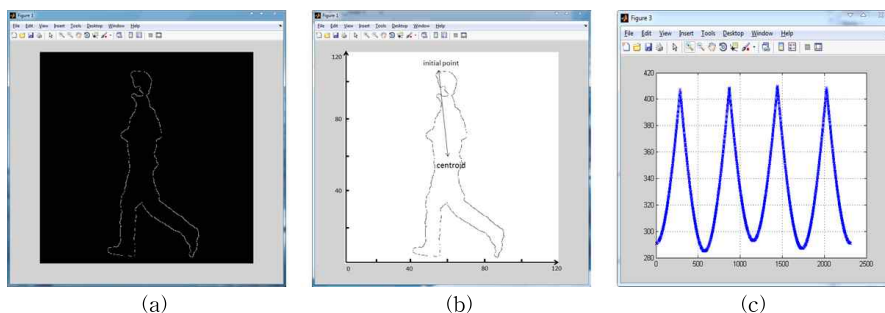 Figure 1
File Edit View Insert Tools Desktop Window Help
(a)
Figure 1
File Edit View Insert Tools Desktop Window Help
120
initial point
80
centroid
40
0 40 80 120
(b)
Figure 3
File Edit View Insert Tools Desktop Window Help
420
400
380
360
340
320
300
280
0 500 1000 1500 2000 2500
(c)